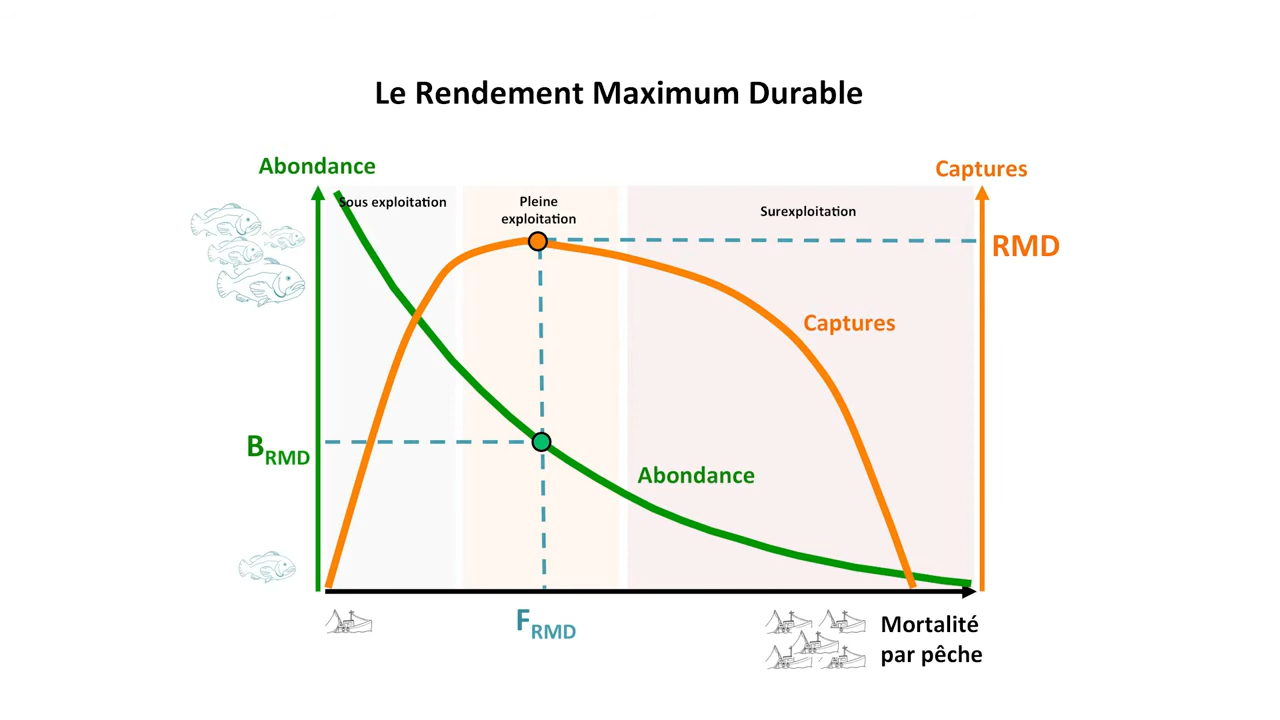 Le Rendement Maximum Durable
Abondance
Captures
Sous exploitation
Pleine
exploitation
Surexploitation
RMD
Captures
BRMD
Abondance
FRMD
Mortalité
par pêche